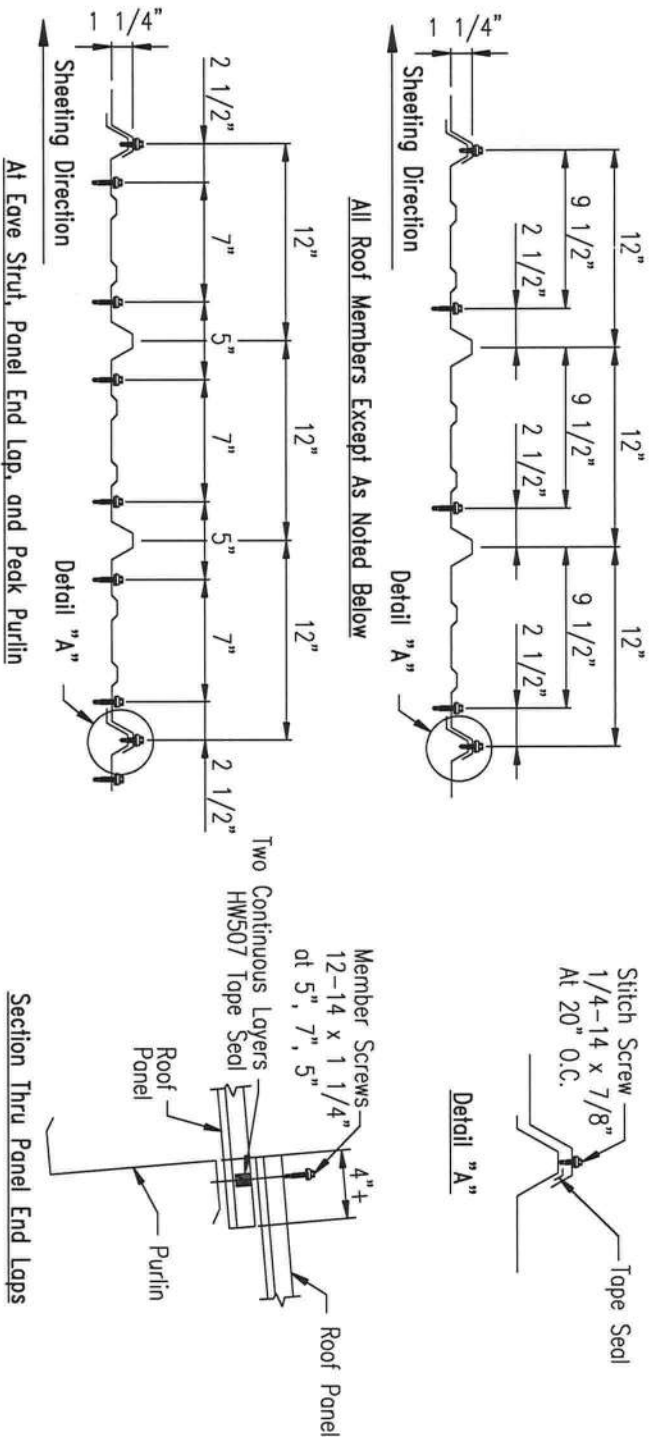 12"
12"
12"
9 1/2"
9 1/2"
9 1/2"
2 1/2"
2 1/2"
2 1/2"
1 1/4"
Sheeting Direction
Detail "A"
All Roof Members Except As Noted Below
12"
12"
12"
2 1/2"
7"
5"
7"
5"
7"
2 1/2"
1 1/4"
Sheeting Direction
Detail "A"
At Eave Strut, Panel End Lap, and Peak Purlin
Stitch Screw
1/4-14 x 7/8"
At 20" O.C.
Tape Seal
Detail "A"
Member Screws
12-14 x 1 1/4"
at 5", 7", 5"
4"+
Two Continuous Layers
HW507 Tape Seal
Roof Panel
Roof
Panel
Purlin
Section Thru Panel End Laps